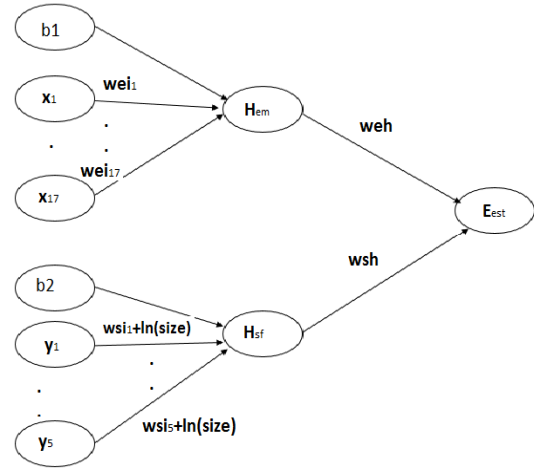 b1
x1
wei1
.
.
.
wei17
x17
Hem
weh
Eest
wsh
b2
y1
wsi1+ln(size)
Hsf
.
.
.
.
y5
wsi5+ln(size)